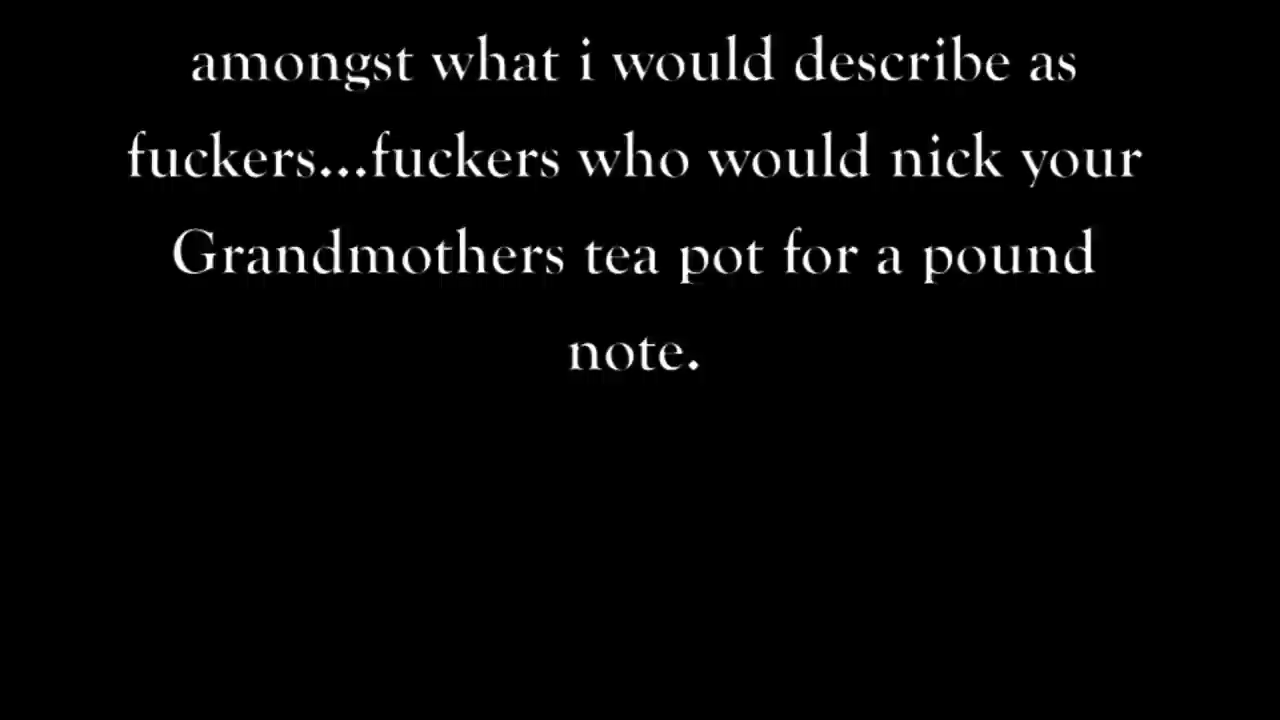 amongst what i would describe as
fuckers...fuckers who would nick your
Grandmothers tea pot for a pound
note.